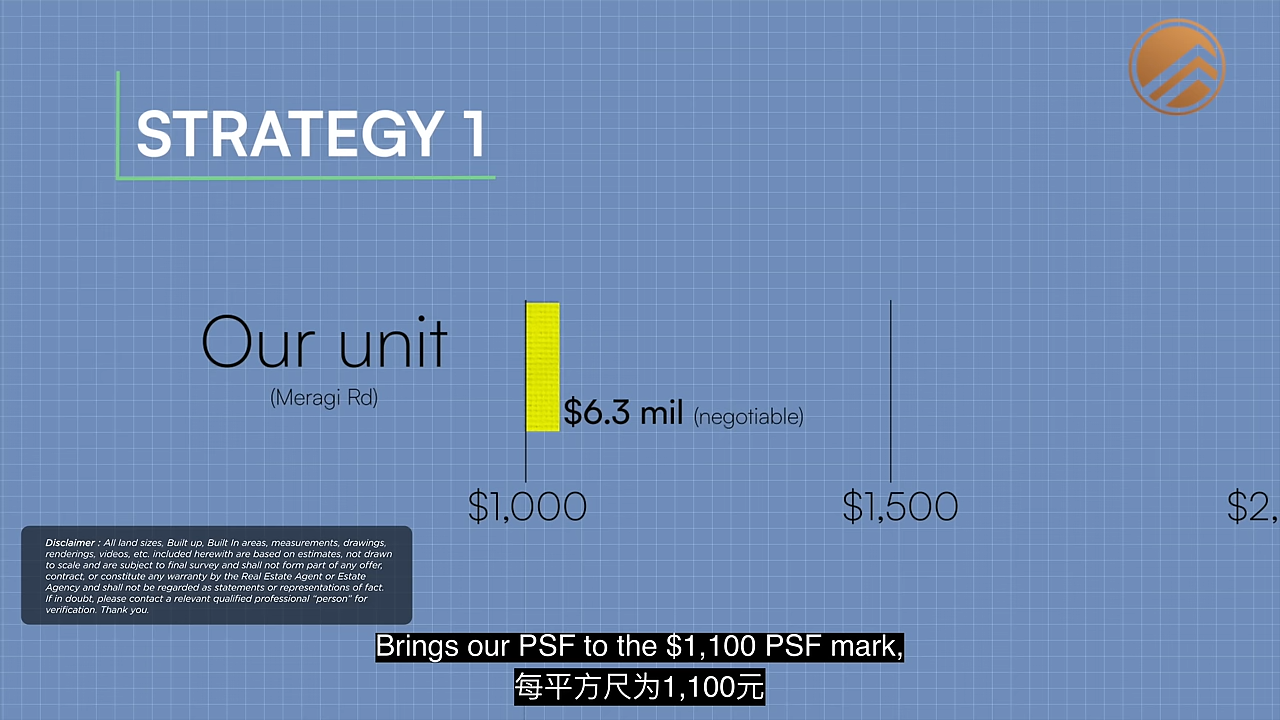 STRATEGY 1
Our unit
(Meragi Rd)
$6.3 mil (negotiable)
$1,000
$1,500
$2,
Disclaimer : All land sizes, Built up, Built In areas, measurements, drawings,
renderings, videos, etc. included herewith are based on estimates, not drawn
to scale and are subject to final survey and shall not form part of any offer,
contract, or constitute any warranty by the Real Estate Agent or Estate
Agency and shall not be regarded as statements or representations of fact.
If in doubt, please contact a relevant qualified professional "person" for
verification. Thank you.
Brings our PSF to the $1,100 PSF mark,
每平方尺为1,100元